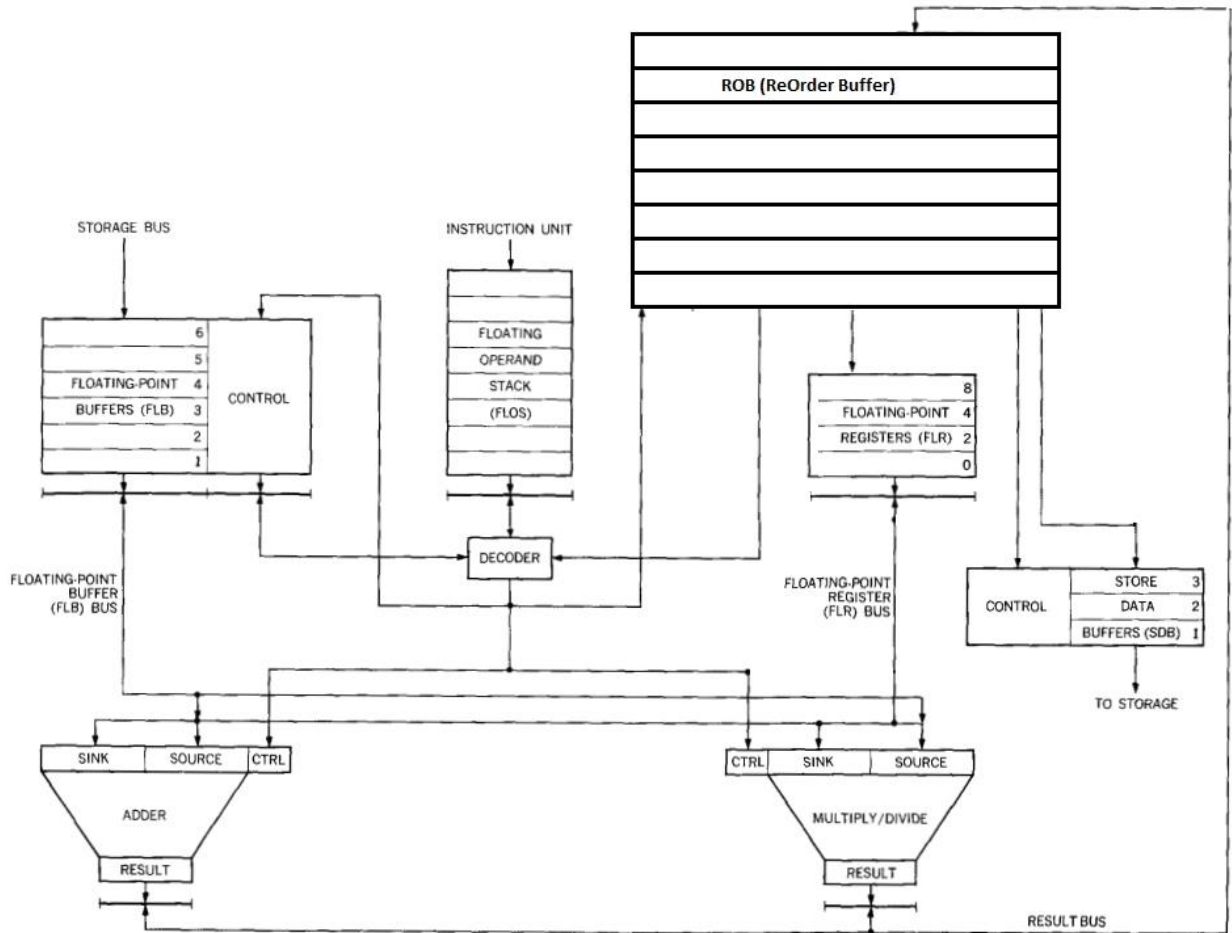 ROB (ReOrder Buffer)
STORAGE BUS
INSTRUCTION UNIT
6
5
FLOATING-POINT 4
BUFFERS (FLB) 3
2
1
CONTROL
FLOATING
OPERAND
STACK
(FLOS)
8
FLOATING-POINT 4
REGISTERS (FLR) 2
0
DECODER
FLOATING-POINT
BUFFER
(FLB) BUS
FLOATING-POINT
REGISTER
(FLR) BUS
CONTROL
STORE 3
DATA 2
BUFFERS (SDB) 1
TO STORAGE
SINK SOURCE CTRL
ADDER
RESULT
CTRL SINK SOURCE
MULTIPLY/DIVIDE
RESULT
RESULT BUS